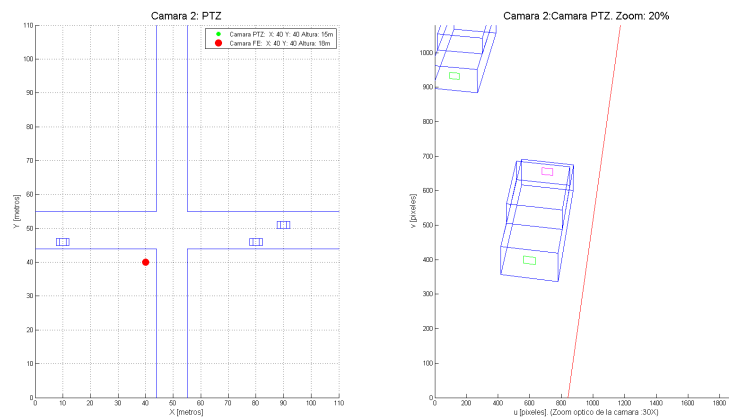 Camara 2: PTZ
Camara PTZ:  X: 40 Y: 40 Altura: 15m
Camara FE:  X: 40 Y: 40 Altura: 18m
110
100
90
80
70
60
50
40
30
20
10
0
Y [metros]
0 10 20 30 40 50 60 70 80 90 100 110
X [metros]
Camara 2:Camara PTZ. Zoom: 20%
1000
900
800
700
600
500
400
300
200
100
0
v [pixeles]
0 200 400 600 800 1000 1200 1400 1600 1800
u [pixeles]. (Zoom optico de la camara :30X)